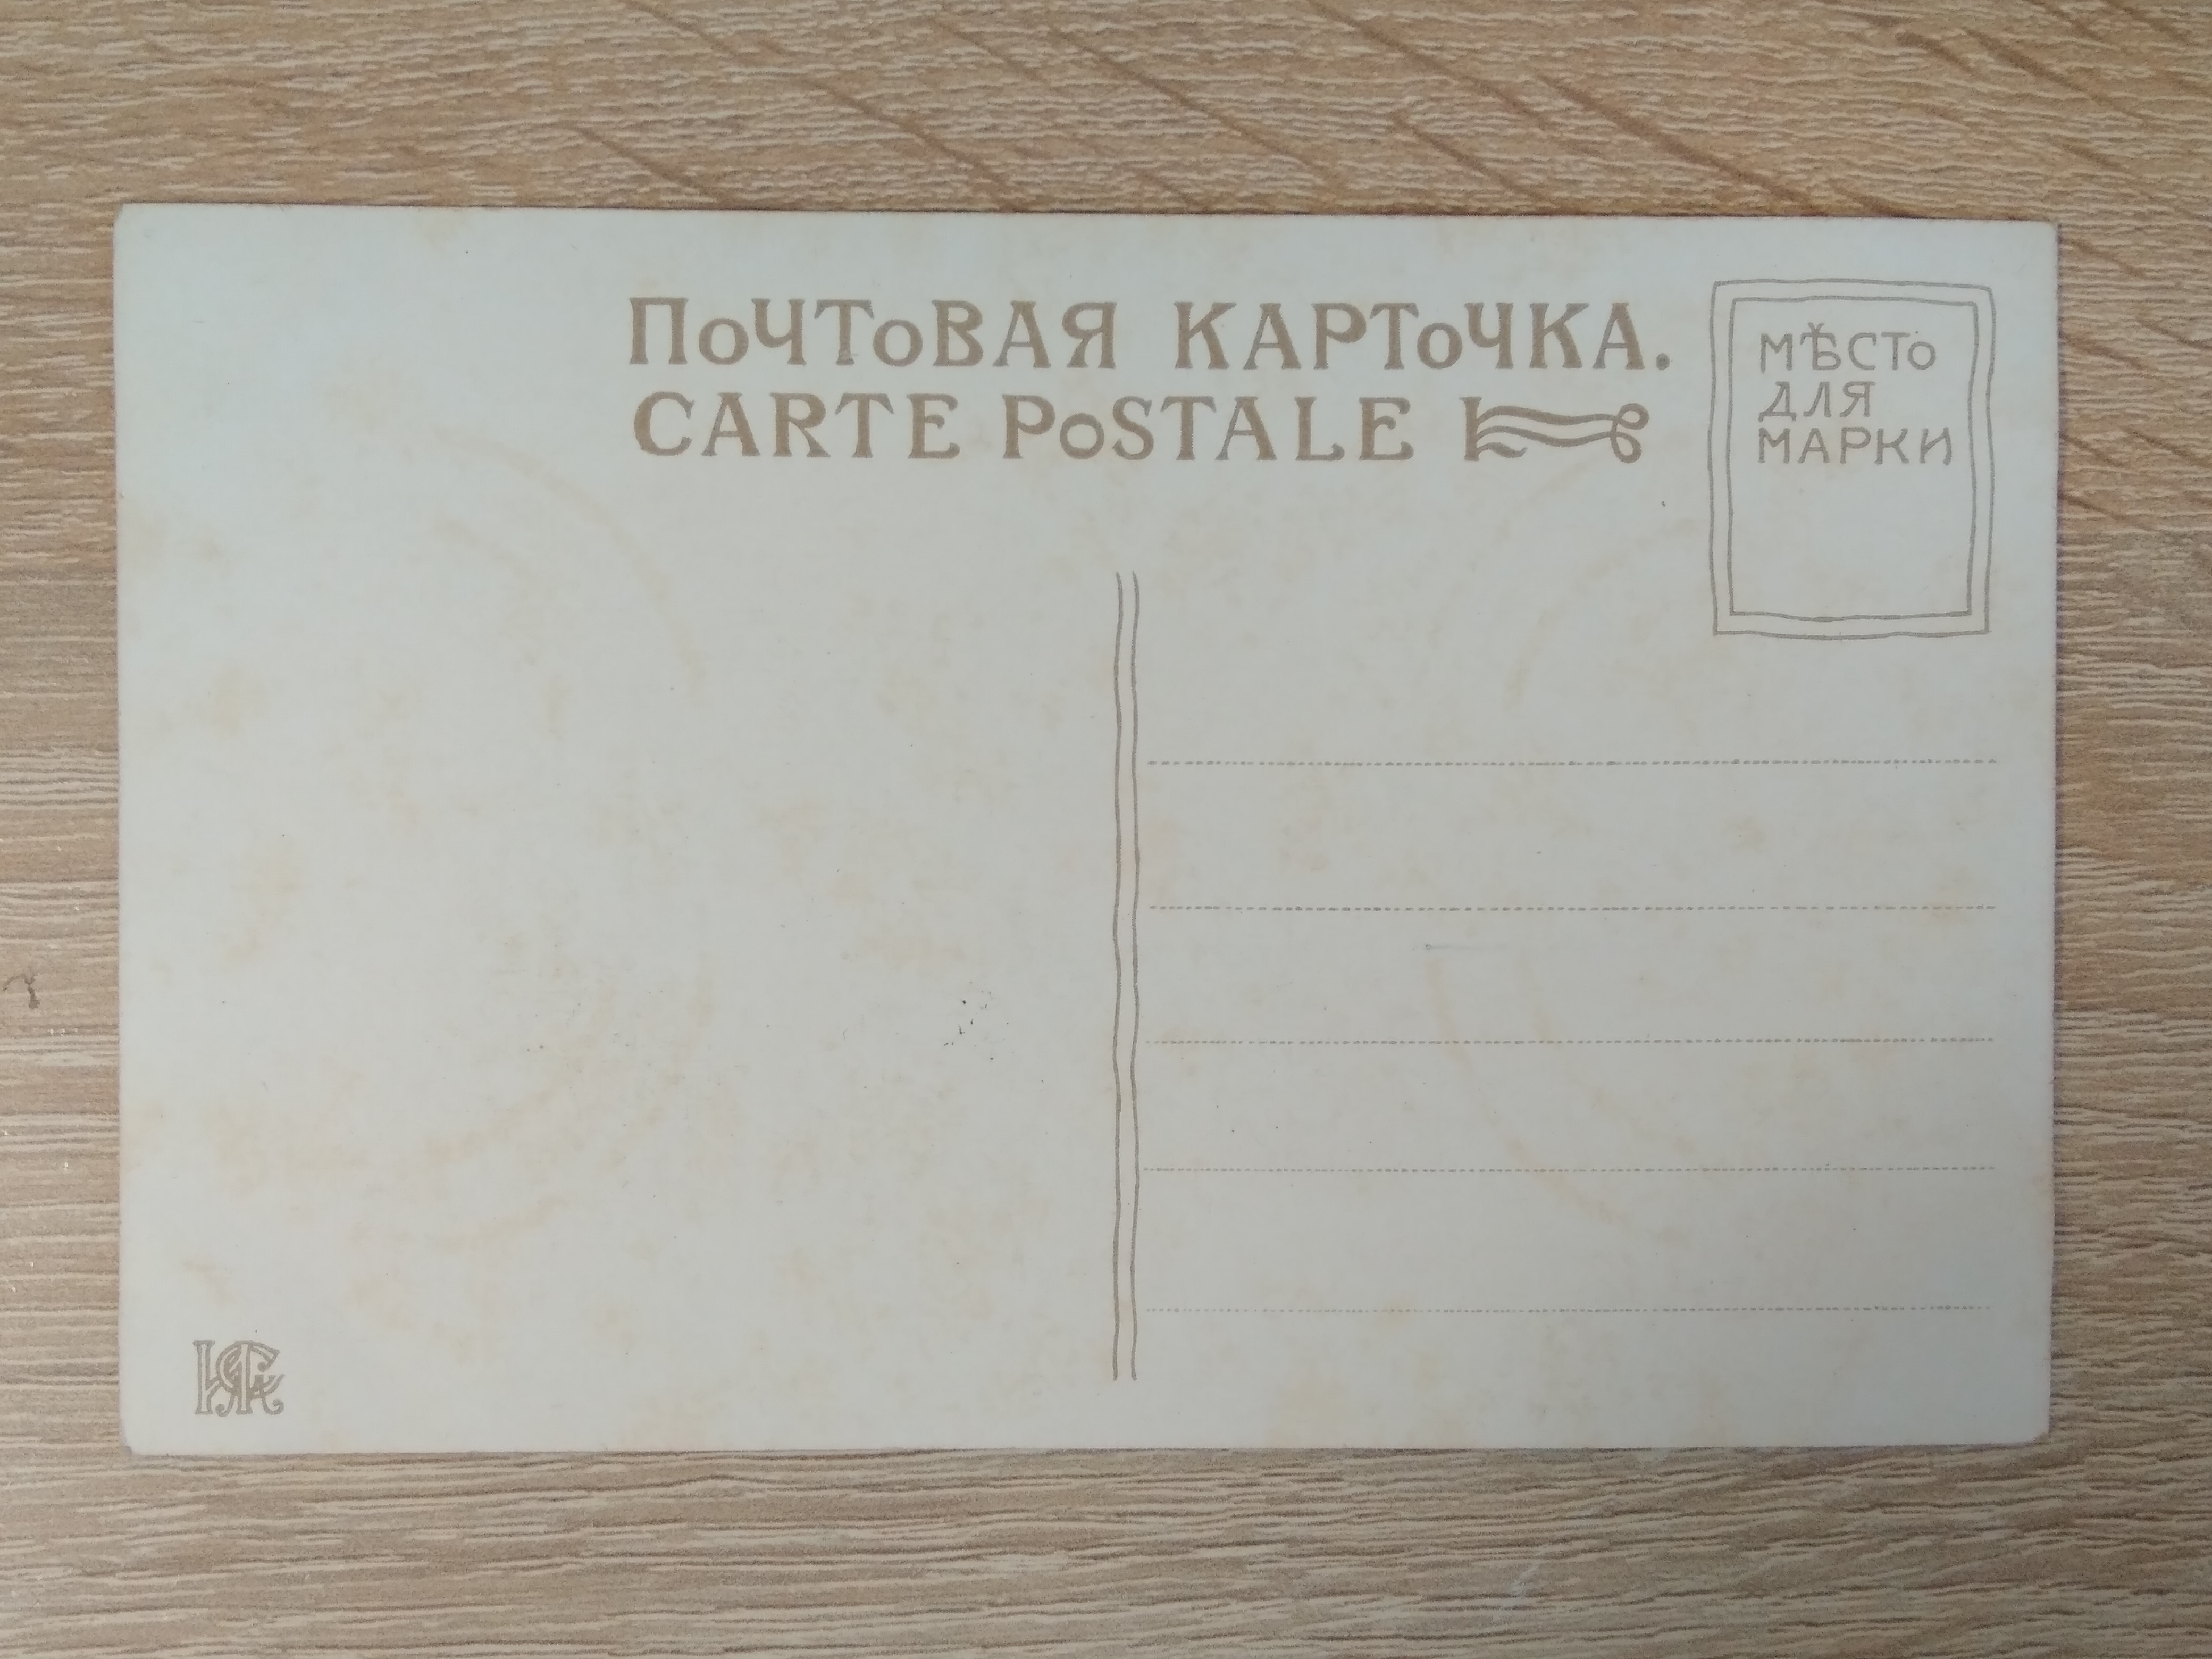 ПОЧТОВАЯ КАРТОЧКА.
CARTE POSTALE
МѢСТО
ДЛЯ
МАРКИ